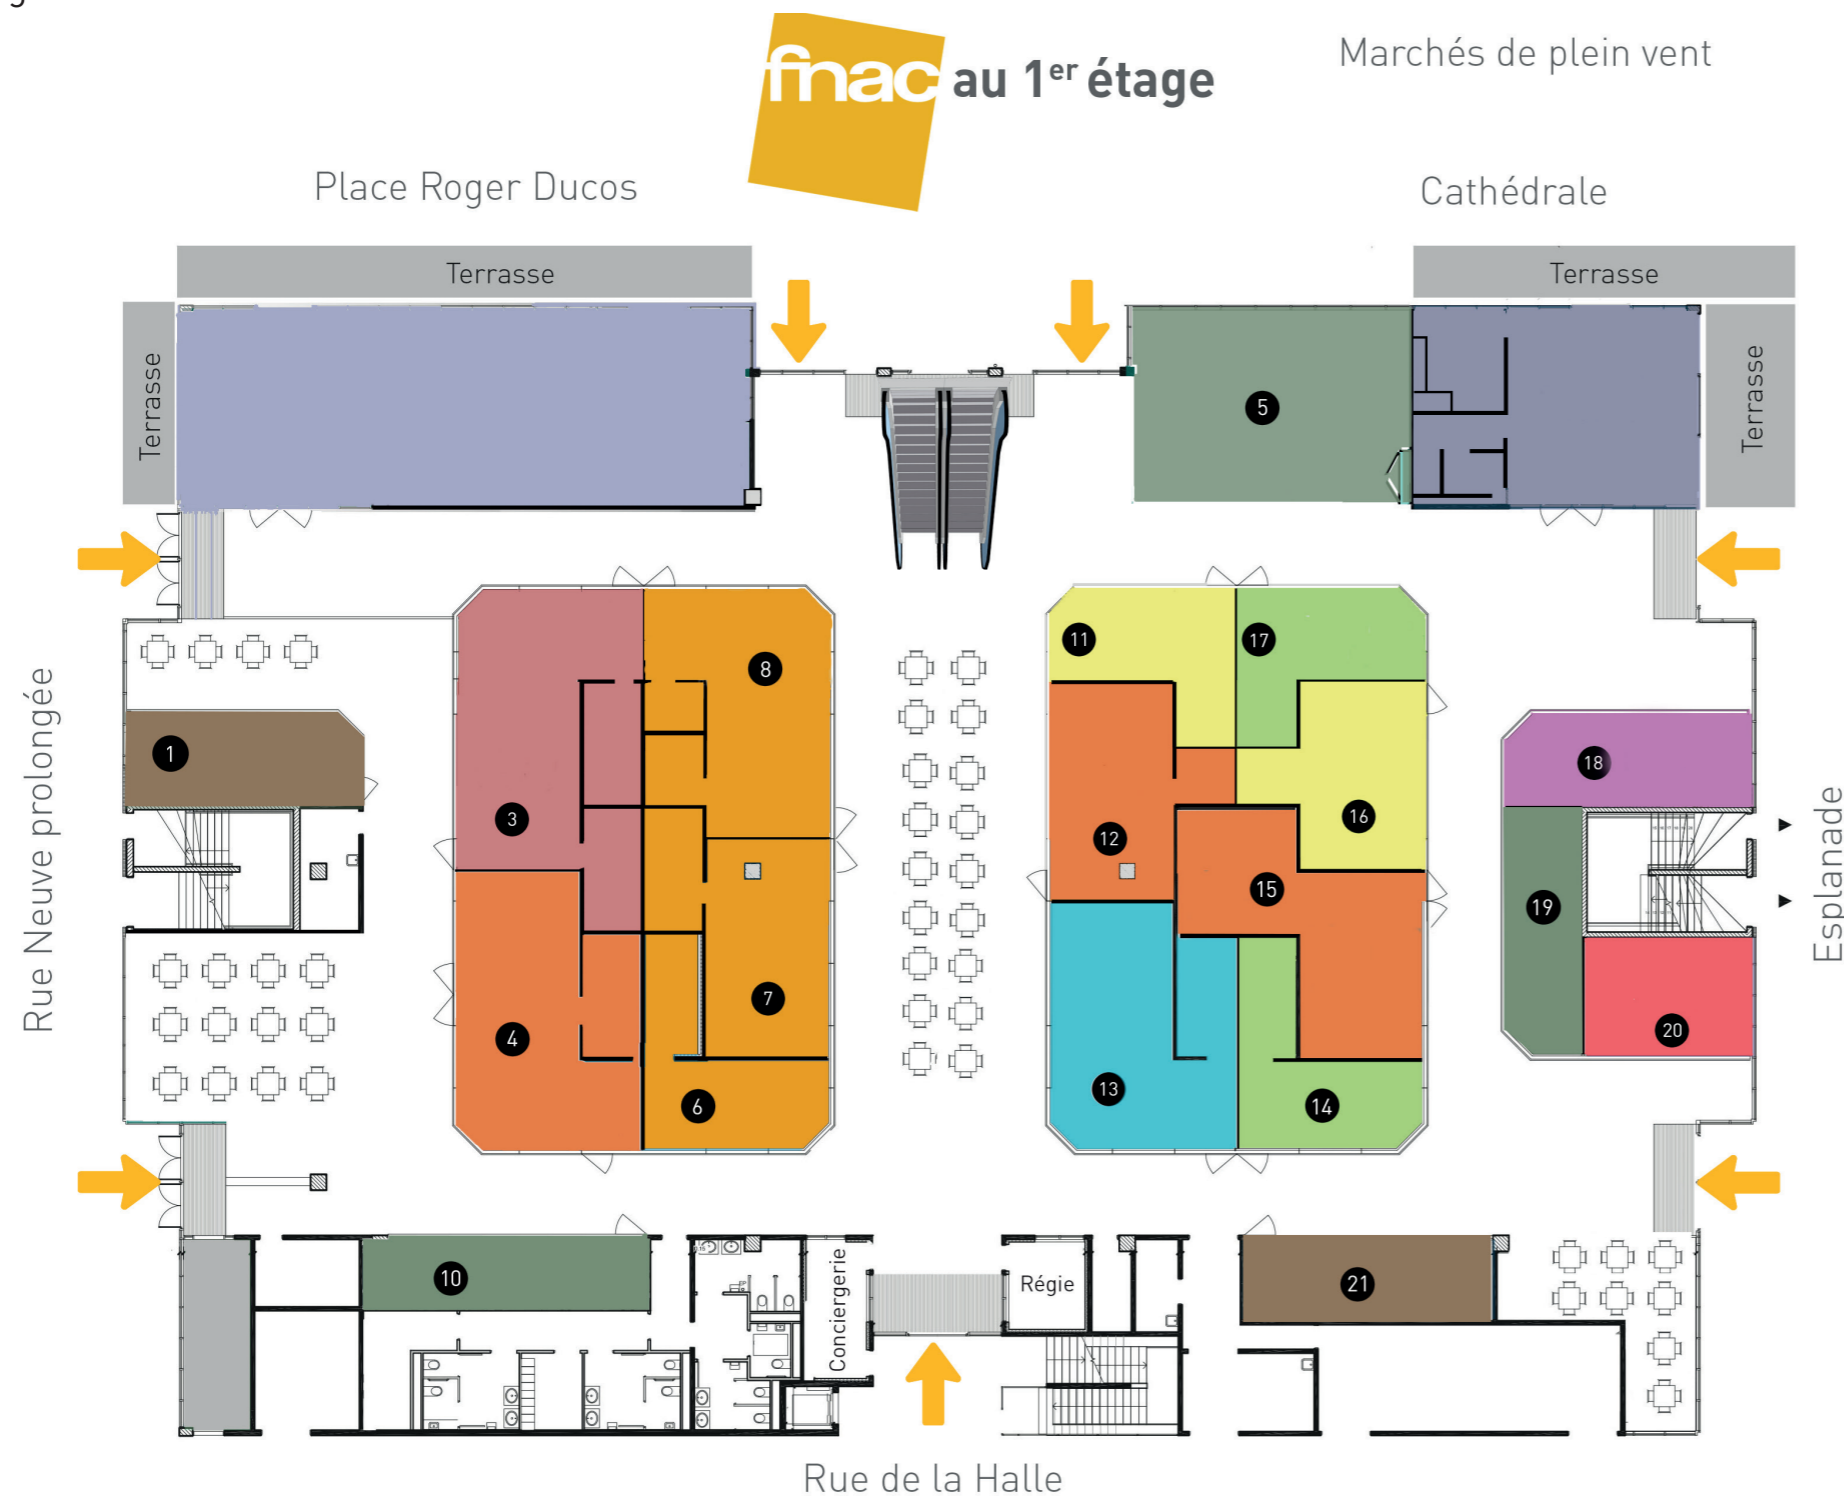 g
fnac au 1er étage
Marchés de plein vent
Place Roger Ducos
Cathédrale
Terrasse
Terrasse
Terrasse
Terrasse
5
11
17
8
Rue Neuve prolongée
1
18
3
16
12
Esplanade
15
19
7
20
4
13
6
14
10
Conciergerie
Régie
21
Rue de la Halle